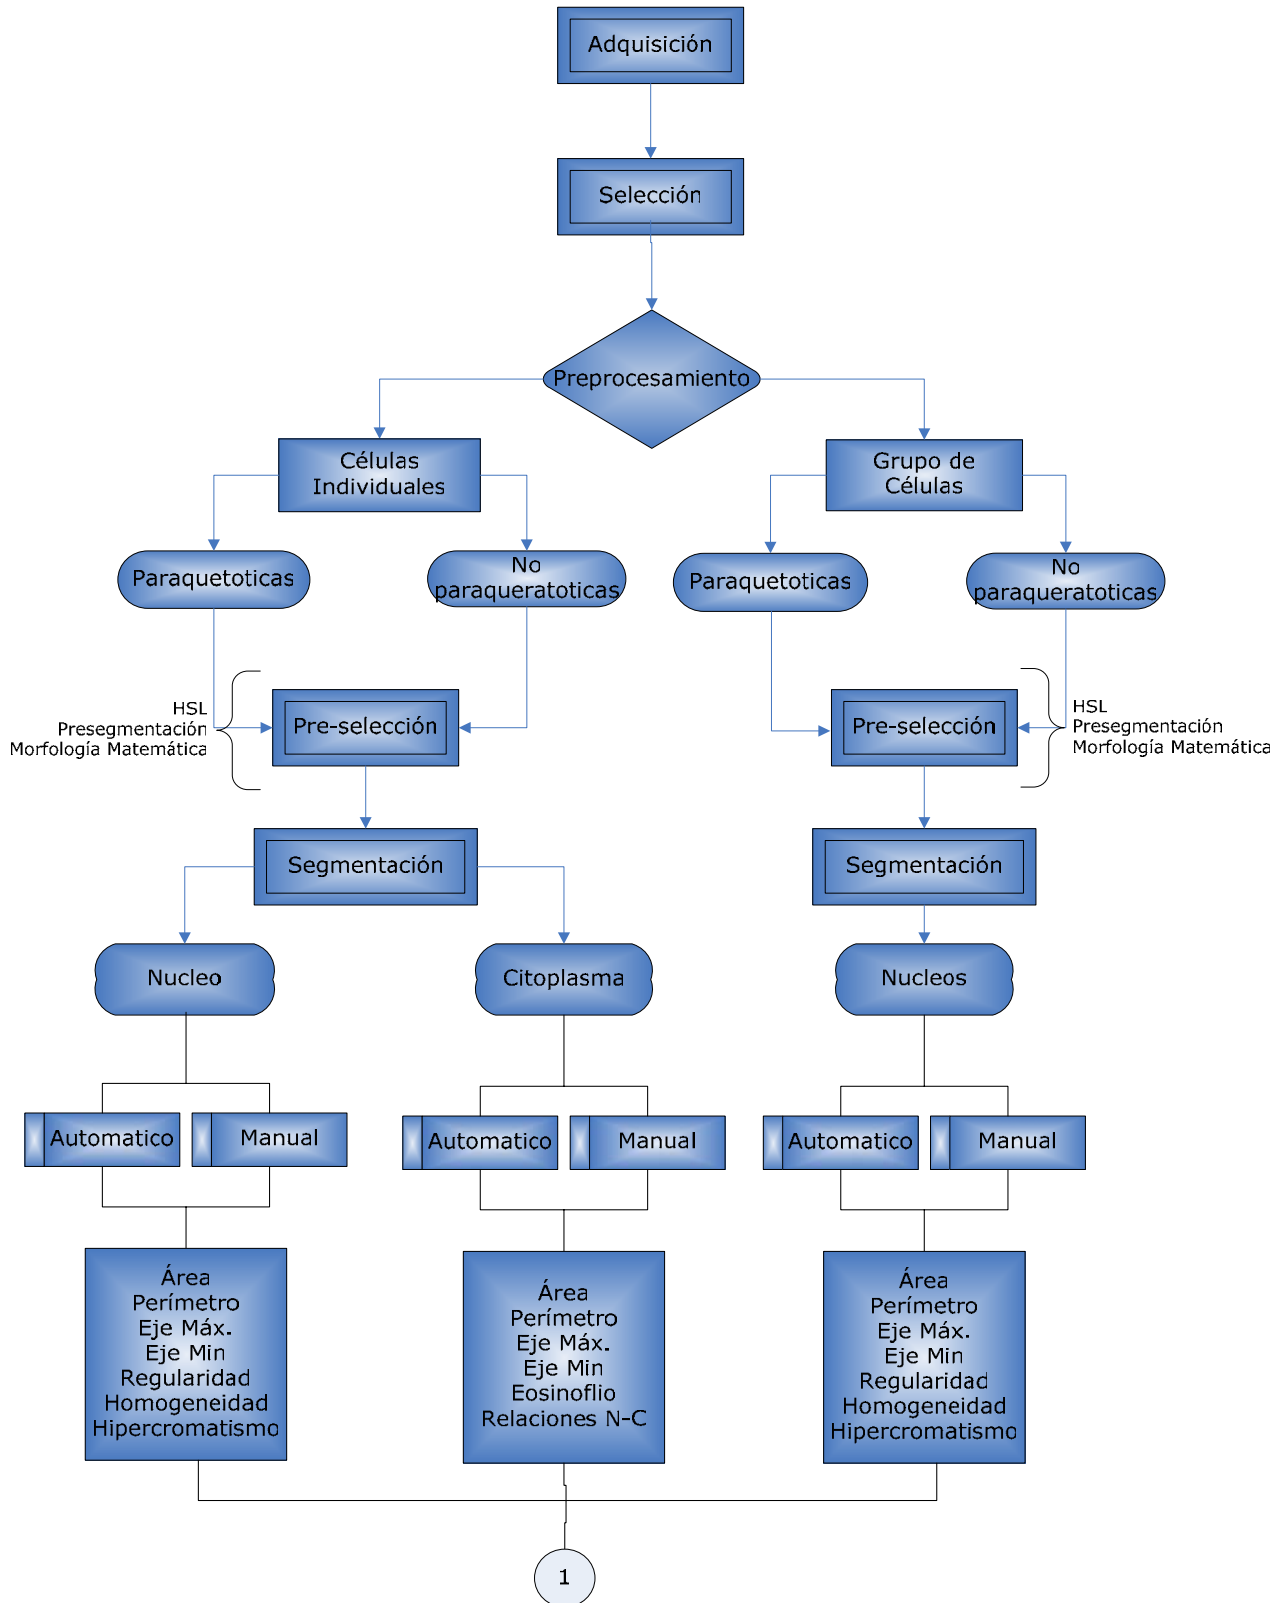 Adquisición
Selección
Preprocesamiento
Células
Individuales
Grupo de
Células
Paraquetoticas
No
paraqueratoticas
Paraquetoticas
No
paraqueratoticas
HSL
Presegmentación
Morfología Matemática
Pre-selección
Pre-selección
HSL
Presegmentación
Morfología Matemática
Segmentación
Segmentación
Nucleo
Citoplasma
Nucleos
Automatico
Manual
Automatico
Manual
Automatico
Manual
Área
Perímetro
Eje Máx.
Eje Min
Regularidad
Homogeneidad
Hipercromatismo
Área
Perímetro
Eje Máx.
Eje Min
Eosinoflio
Relaciones N-C
Área
Perímetro
Eje Máx.
Eje Min
Regularidad
Homogeneidad
Hipercromatismo
1